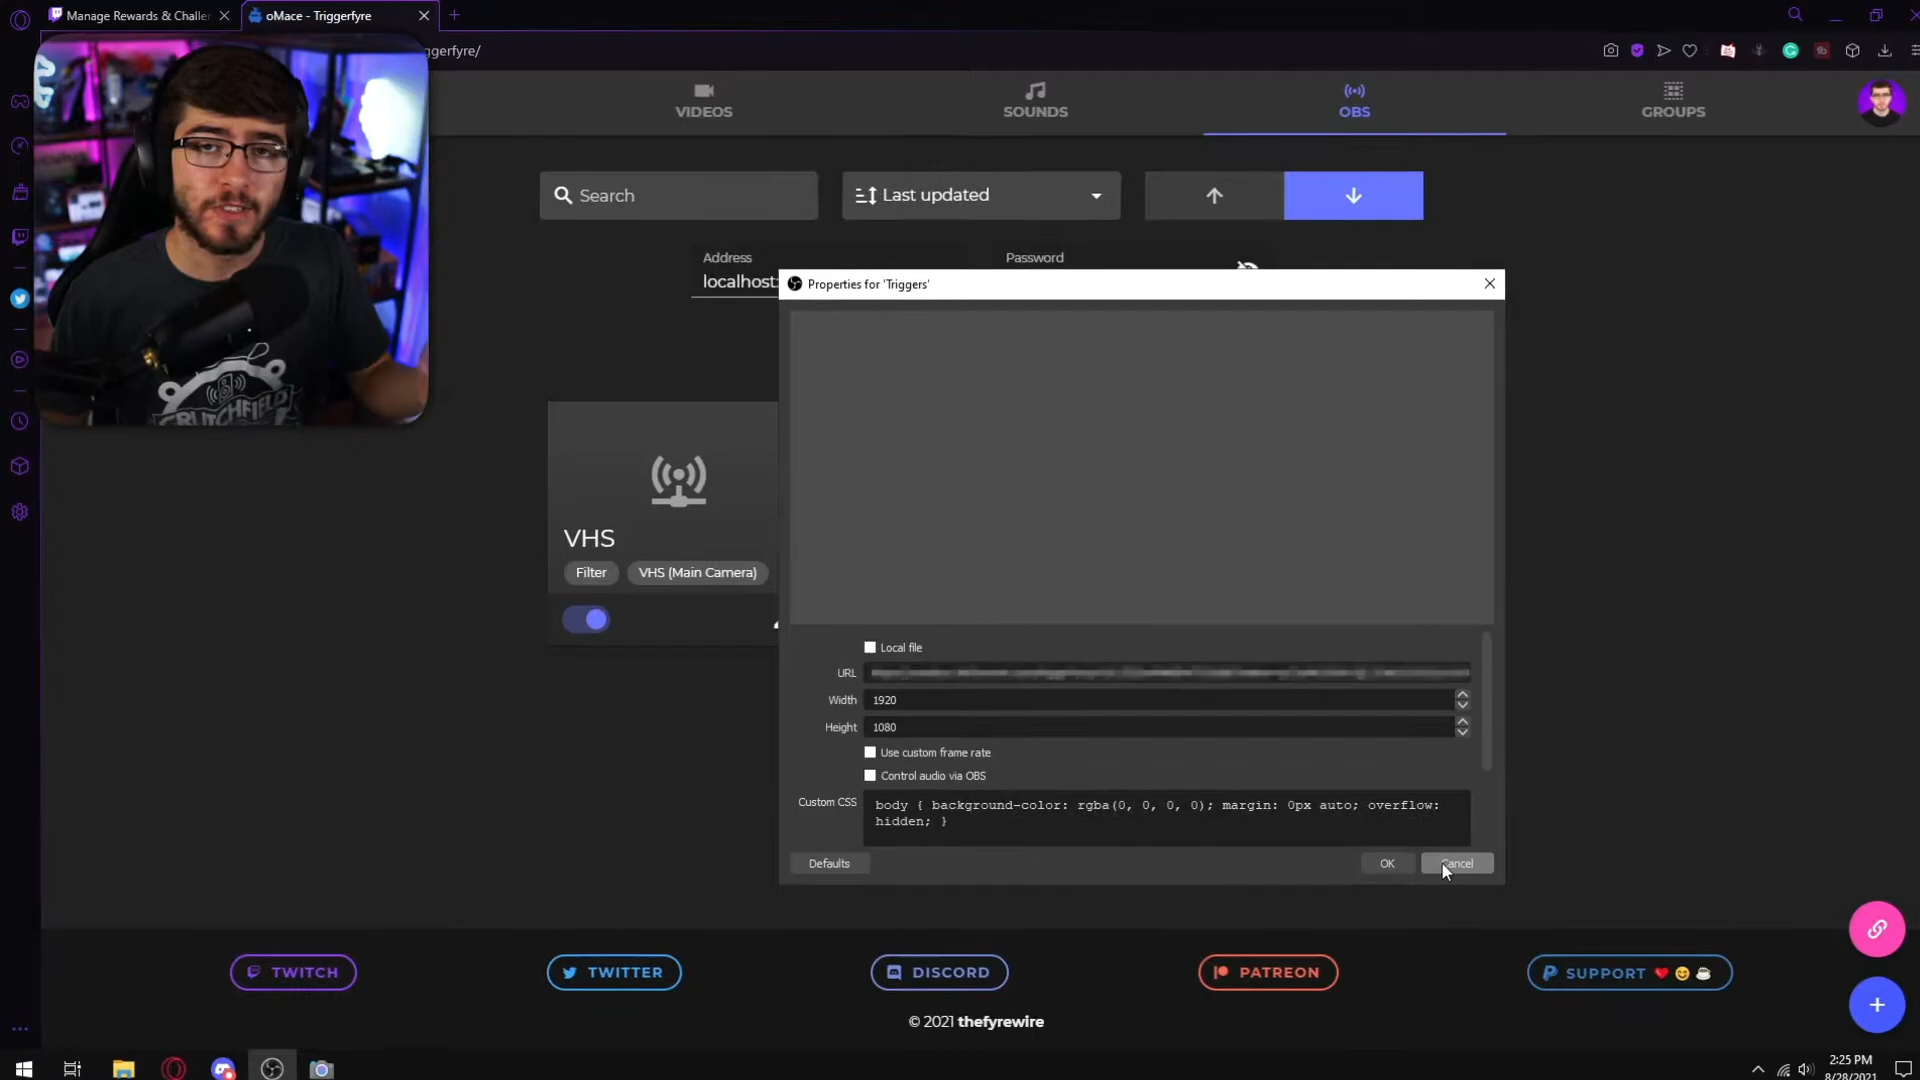 Manage Rewards & Challer
oMace - Triggerfyre
ggerfyre/
VIDEOS
SOUNDS
OBS
GROUPS
Search
Last updated
Address
Password
localhost:
Properties for 'Triggers'
CRUTCHFIELD
VHS
Filter
VHS (Main Camera)
Local file
URL
Width
1920
Height
1080
Use custom frame rate
Control audio via OBS
Custom CSS
body { background-color: rgba(0, 0, 0, 0); margin: 0px auto; overflow:
hidden; }
Defaults
OK
Cancel
TWITCH
TWITTER
DISCORD
PATREON
SUPPORT
© 2021 thefyrewire
2:25 PM
8/28/2021